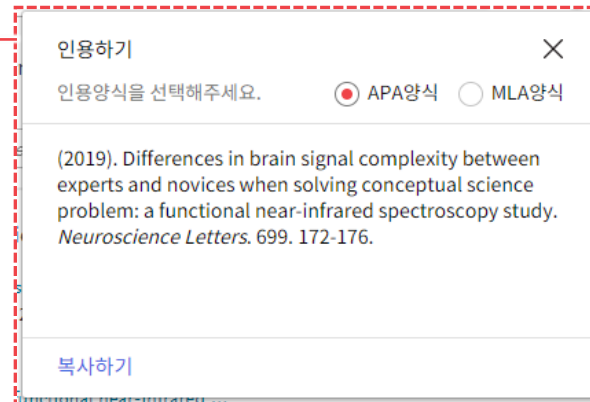 인용하기
인용양식을 선택해주세요. APA양식 MLA양식
(2019). Differences in brain signal complexity between
experts and novices when solving conceptual science
problem: a functional near-infrared spectroscopy study.
Neuroscience Letters. 699. 172-176.
복사하기